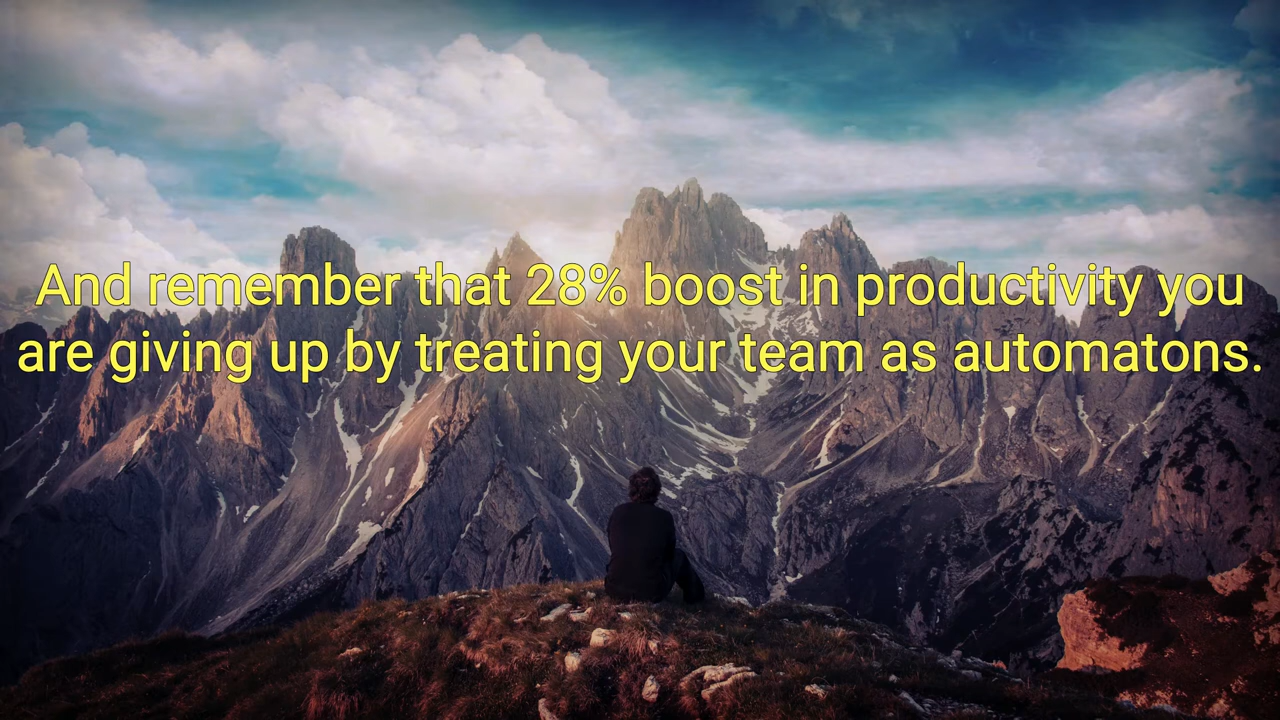 And remember that 28% boost in productivity you
are giving up by treating your team as automatons.